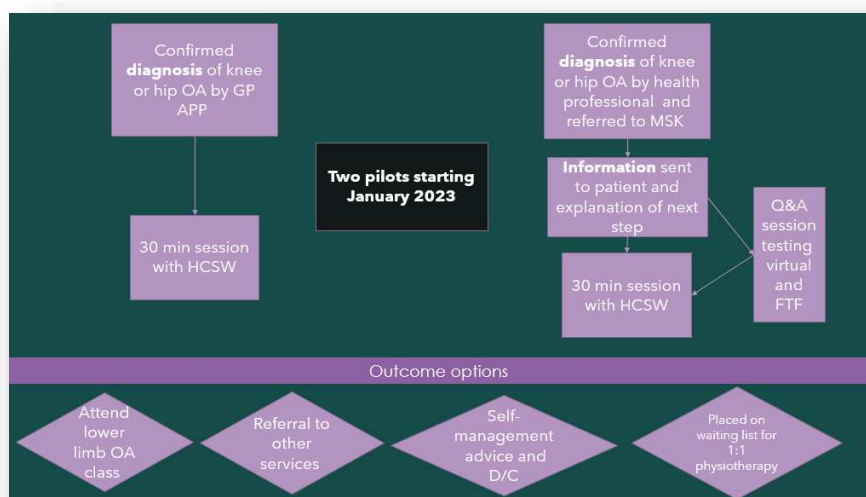 Confirmed
diagnosis of knee
or hip OA by GP
APP
30 min session
with HCSW
Two pilots starting
January 2023
Confirmed
diagnosis of knee
or hip OA by health
professional and
referred to MSK
Information sent
to patient and
explanation of next
step
30 min session
with HCSW
Q&A
session
testing
virtual
and
FTF
Outcome options
Attend
lower
limb OA
class
Referral to
other
services
Self-
management
advice and
D/C
Placed on
waiting list for
1:1
physiotherapy